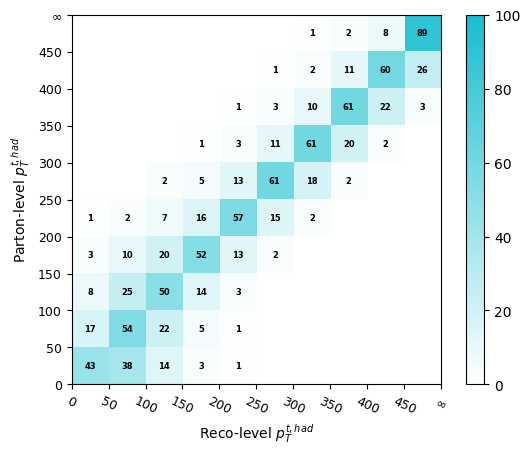 ∞ 1 2 8 89 100
450 1 2 11 60 26
400 1 3 10 61 22 3 80
350 1 3 11 61 20 2
300 2 5 13 61 18 2 60
250 1 2 7 16 57 15 2
200 3 10 20 52 13 2 40
150 8 25 50 14 3
100 17 54 22 5 1 20
50 43 38 14 3 1
0 0
Parton-level p_T^{t,had}
0 50 100 150 200 250 300 350 400 450 ∞
Reco-level p_T^{t,had}